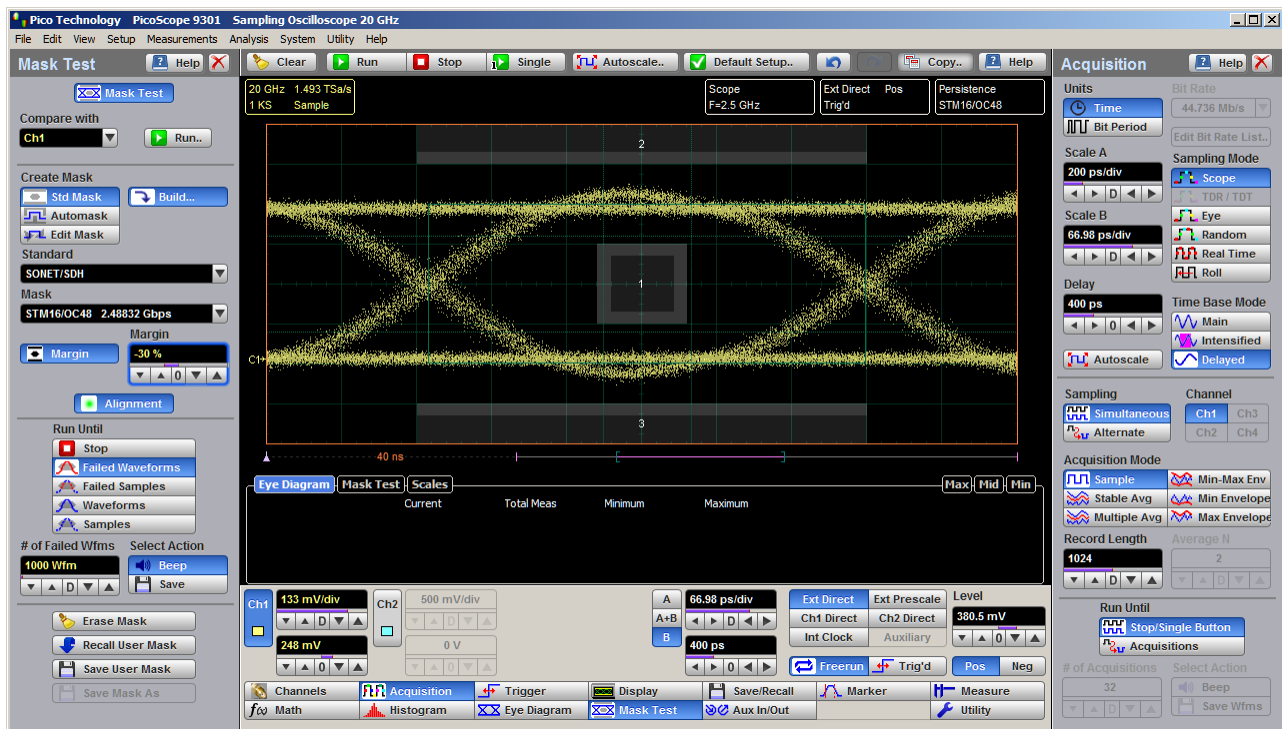 Pico Technology PicoScope 9301 Sampling Oscilloscope 20 GHz
File Edit View Setup Measurements Analysis System Utility Help
Mask Test
Help
Mask Test
Compare with
Ch1
Run..
Create Mask
Std Mask
Build...
Automask
Edit Mask
Standard
SONET/SDH
Mask
STM16/OC48 2.48832 Gbps
Margin
Margin
-30 %
0
Alignment
Run Until
Stop
Failed Waveforms
Failed Samples
Waveforms
Samples
# of Failed Wfms
Select Action
1000 Wfm
D
Beep
Save
Erase Mask
Recall User Mask
Save User Mask
Save Mask As
Clear Run Stop Single Autoscale.. Default Setup.. Copy.. Help
20 GHz 1.493 TSa/s
1 KS Sample
Scope
F=2.5 GHz
Ext Direct Pos
Trig'd
Persistence
STM16/OC48
2
1
C1
3
40 ns
Eye Diagram Mask Test Scales Max Mid Min
Current Total Meas Minimum Maximum
Ch1
133 mV/div
D
248 mV
0
Ch2
500 mV/div
D
0 V
0
A
A+B
B
66.98 ps/div
D
400 ps
0
Ext Direct Ext Prescale
Ch1 Direct Ch2 Direct
Int Clock Auxiliary
Freerun Trig'd
Level
380.5 mV
0
Pos Neg
Channels Acquisition Trigger Display Save/Recall Marker Measure
f(x) Math Histogram Eye Diagram Mask Test Aux In/Out Utility
Acquisition
Help
Units
Time
Bit Period
Bit Rate
44.736 Mb/s
Edit Bit Rate List..
Scale A
200 ps/div
D
Scale B
66.98 ps/div
D
Delay
400 ps
0
Autoscale
Sampling Mode
Scope
TDR / TDT
Eye
Random
Real Time
Roll
Time Base Mode
Main
Intensified
Delayed
Sampling
Simultaneous
Alternate
Channel
Ch1 Ch3
Ch2 Ch4
Acquisition Mode
Sample Min-Max Env
Stable Avg Min Envelope
Multiple Avg Max Envelope
Record Length
1024
D
Average N
2
D
Run Until
Stop/Single Button
Acquisitions
# of Acquisitions
32
D
Select Action
Beep
Save Wfms